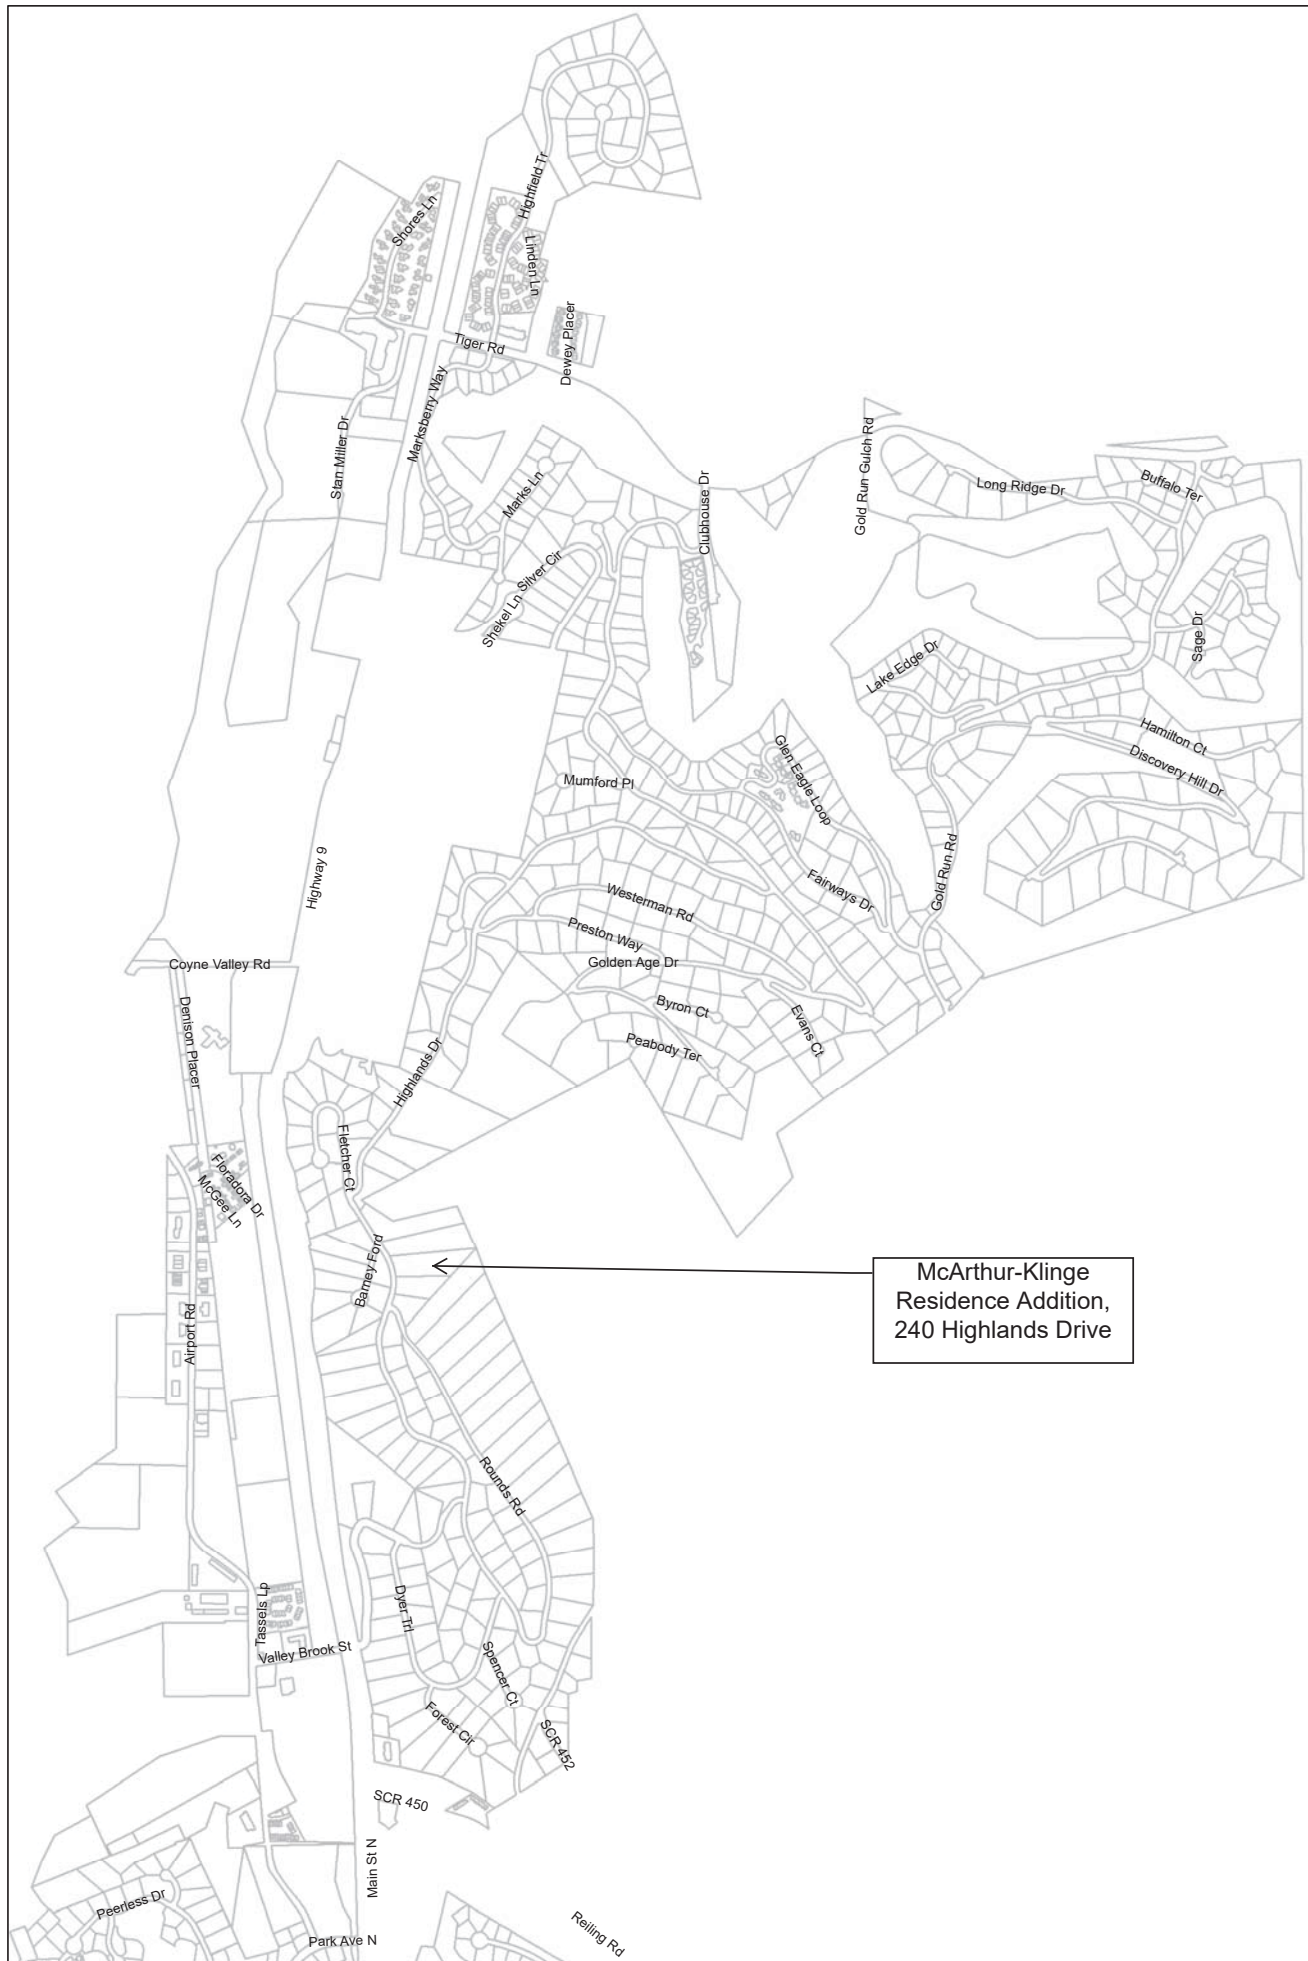 Highfield Tr
Shores Ln
Linden Ln
Dewey Placer
Tiger Rd
Marksberry Way
Stan Miller Dr
Marks Ln
Clubhouse Dr
Gold Run Gulch Rd
Long Ridge Dr
Buffalo Ter
Silver Cir
Shekel Ln
Sage Dr
Lake Edge Dr
Hamilton Ct
Discovery Hill Dr
Glen Eagle Loop
Mumford Pl
Highway 9
Fairways Dr
Gold Run Rd
Westerman Rd
Preston Way
Golden Age Dr
Coyne Valley Rd
Byron Ct
Evans Ct
Peabody Ter
Denison Placer
Highlands Dr
Fletcher Ct
Floradora Dr
McGee Ln
Barney Ford
McArthur-Klinge
Residence Addition,
240 Highlands Drive
Airport Rd
Rounds Rd
Dyer Trl
Tassels Lp
Valley Brook St
Spencer Ct
Forest Cir
SCR 452
SCR 450
Main St N
Peerless Dr
Park Ave N
Reiling Rd